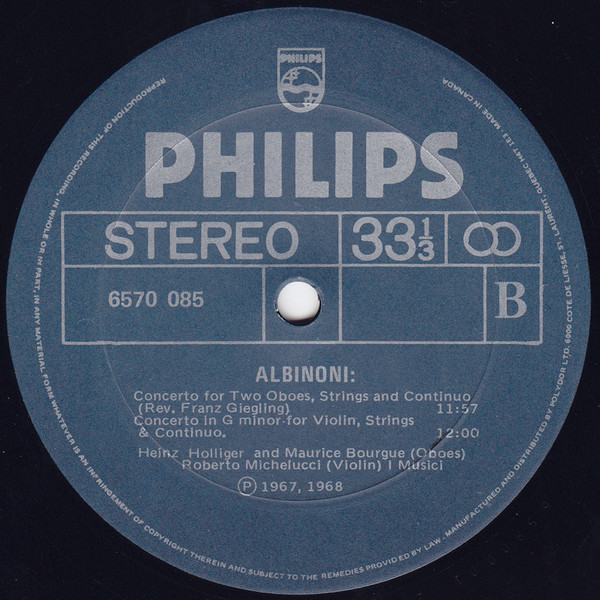 PHILIPS
PHILIPS
STEREO
33 1/3
6570 085
B
ALBINONI:
Concerto for Two Oboes, Strings and Continuo
(Rev. Franz Giegling) 11:57
Concerto in G minor for Violin, Strings
& Continuo. 12:00
Heinz Holliger and Maurice Bourgue (Oboes)
Roberto Michelucci (Violin) I Musici
Ⓟ 1967, 1968
REPRODUCTION OF THIS RECORDING, IN WHOLE OR IN PART, IN ANY MATERIAL FORM WHATEVER IS AN INFRINGEMENT OF COPYRIGHT THEREIN AND SUBJECT TO THE REMEDIES PROVIDED BY LAW - MANUFACTURED AND DISTRIBUTED BY POLYDOR LTD. 6000 COTE DE LIESSE, ST. LAURENT, QUEBEC H4T 1E3 MADE IN CANADA